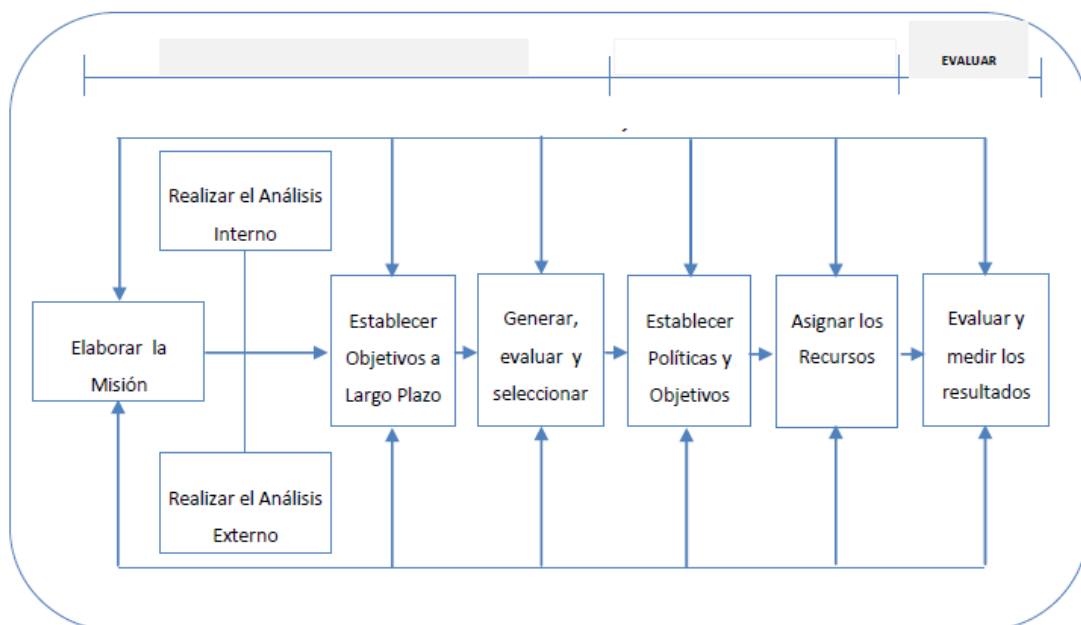 EVALUAR
Realizar el Análisis
Interno
Elaborar la
Misión
Establecer
Objetivos a
Largo Plazo
Generar,
evaluar y
seleccionar
Establecer
Políticas y
Objetivos
Asignar los
Recursos
Evaluar y
medir los
resultados
Realizar el Análisis
Externo